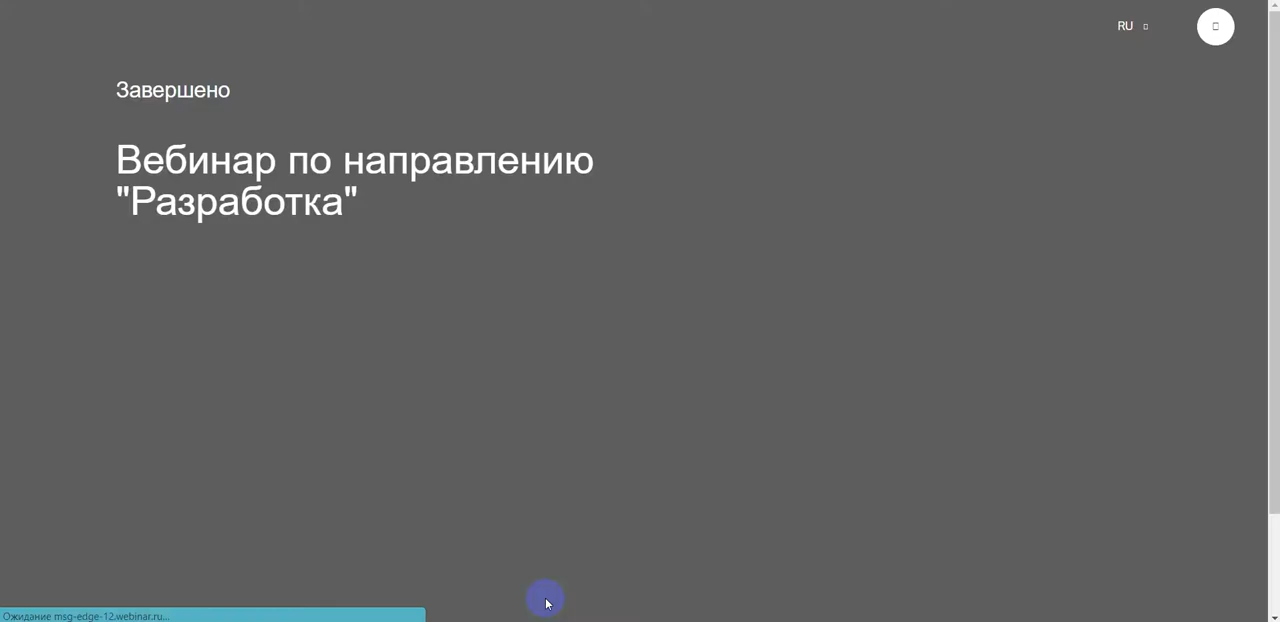 RU
Завершено
Вебинар по направлению
"Разработка"
Ожидание msg-edge-12.webinar.ru...